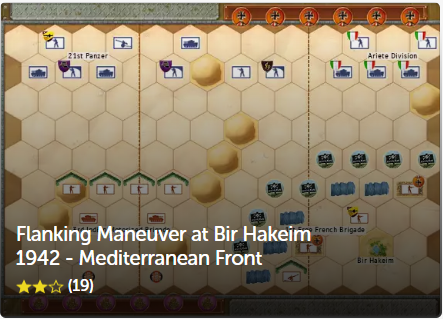 21st Panzer
Ariete Division
French Brigade
Bir Hakeim
Flanking Maneuver at Bir Hakeim
1942 - Mediterranean Front
(19)